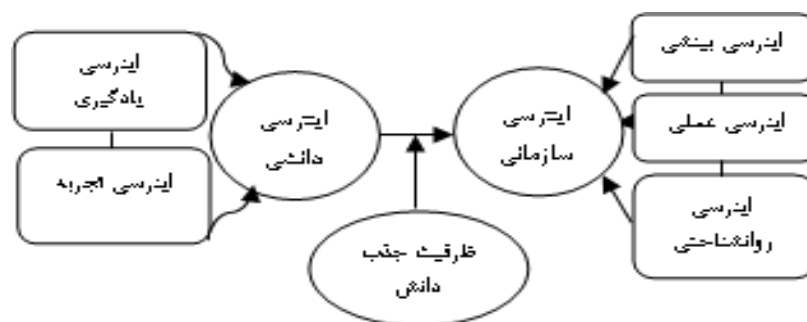 اینرسی
یادگیری
اینرسی تجربه
اینرسی
دانشی
ظرفیت جذب
دانش
اینرسی
سازمانی
اینرسی بینشی
اینرسی عملی
اینرسی
روانشناختی